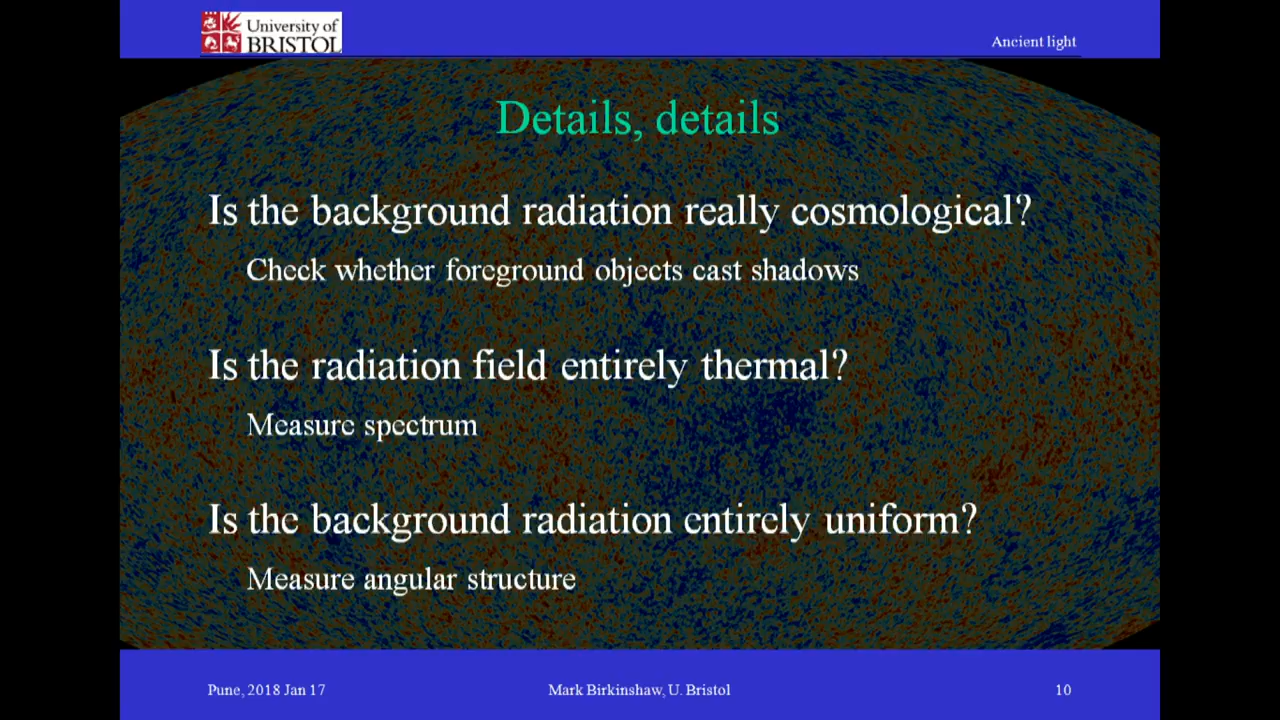 University of
BRISTOL
Ancient light
Details, details
Is the background radiation really cosmological?
Check whether foreground objects cast shadows
Is the radiation field entirely thermal?
Measure spectrum
Is the background radiation entirely uniform?
Measure angular structure
Pune, 2018 Jan 17
Mark Birkinshaw, U. Bristol
10